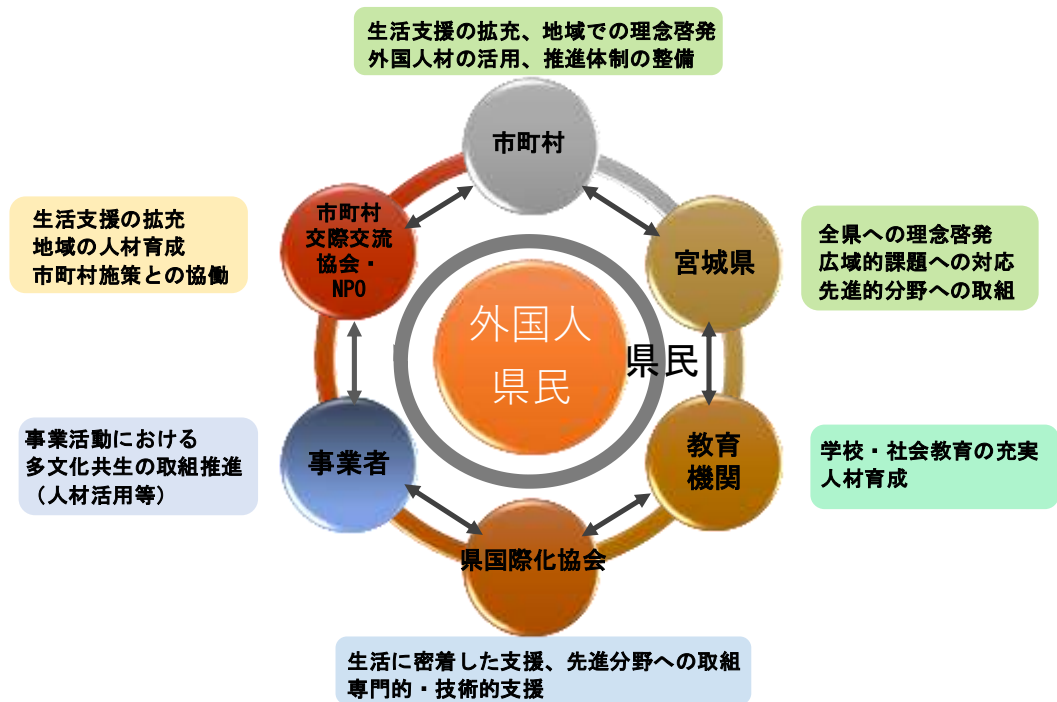 生活支援の拡充、地域での理念啓発
外国人材の活用、推進体制の整備
市町村
市町村
交際交流
協会・
NPO
生活支援の拡充
地域の人材育成
市町村施策との協働
宮城県
全県への理念啓発
広域的課題への対応
先進的分野への取組
外国人
県民
県民
事業活動における
多文化共生の取組推進
（人材活用等）
事業者
教育
機関
学校・社会教育の充実
人材育成
県国際化協会
生活に密着した支援、先進分野への取組
専門的・技術的支援